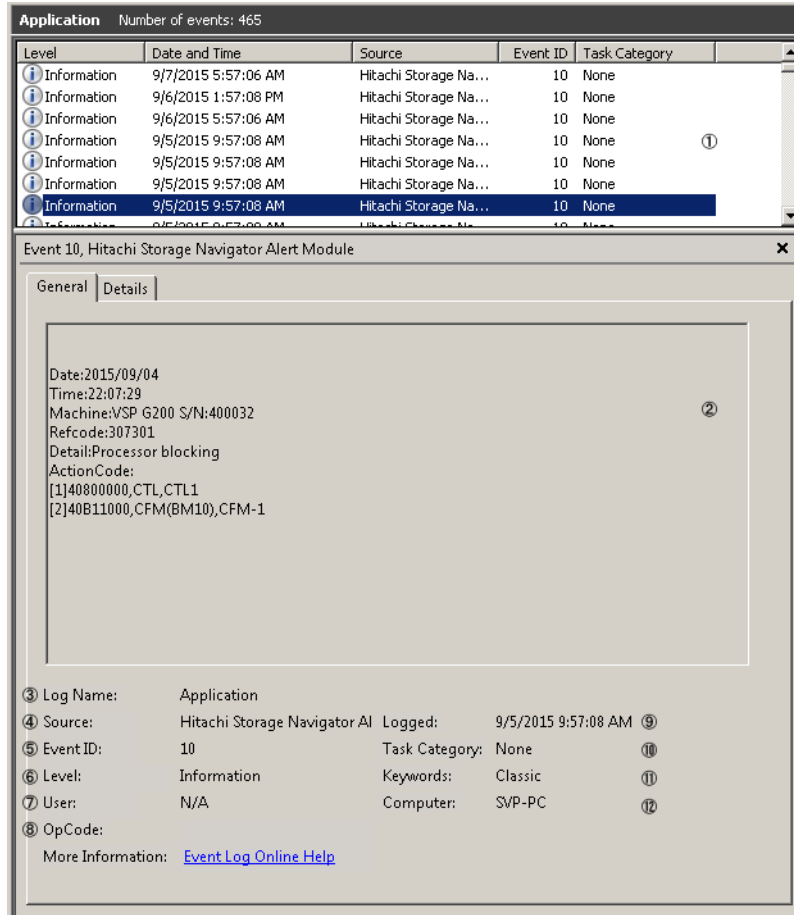 Application Number of events: 465
Level Date and Time Source Event ID Task Category
Information 9/7/2015 5:57:06 AM Hitachi Storage Na... 10 None
Information 9/6/2015 1:57:08 PM Hitachi Storage Na... 10 None
Information 9/6/2015 5:57:06 AM Hitachi Storage Na... 10 None
Information 9/5/2015 9:57:08 AM Hitachi Storage Na... 10 None ①
Information 9/5/2015 9:57:08 AM Hitachi Storage Na... 10 None
Information 9/5/2015 9:57:08 AM Hitachi Storage Na... 10 None
Information 9/5/2015 9:57:08 AM Hitachi Storage Na... 10 None
Event 10, Hitachi Storage Navigator Alert Module
General Details
Date:2015/09/04
Time:22:07:29
Machine:VSP G200 S/N:400032 ②
Refcode:307301
Detail:Processor blocking
ActionCode:
[1]40800000,CTL,CTL1
[2]40B11000,CFM(BM10),CFM-1
③ Log Name: Application
④ Source: Hitachi Storage Navigator Al Logged: 9/5/2015 9:57:08 AM ⑨
⑤ Event ID: 10 Task Category: None ⑩
⑥ Level: Information Keywords: Classic ⑪
⑦ User: N/A Computer: SVP-PC ⑫
⑧ OpCode:
More Information: Event Log Online Help